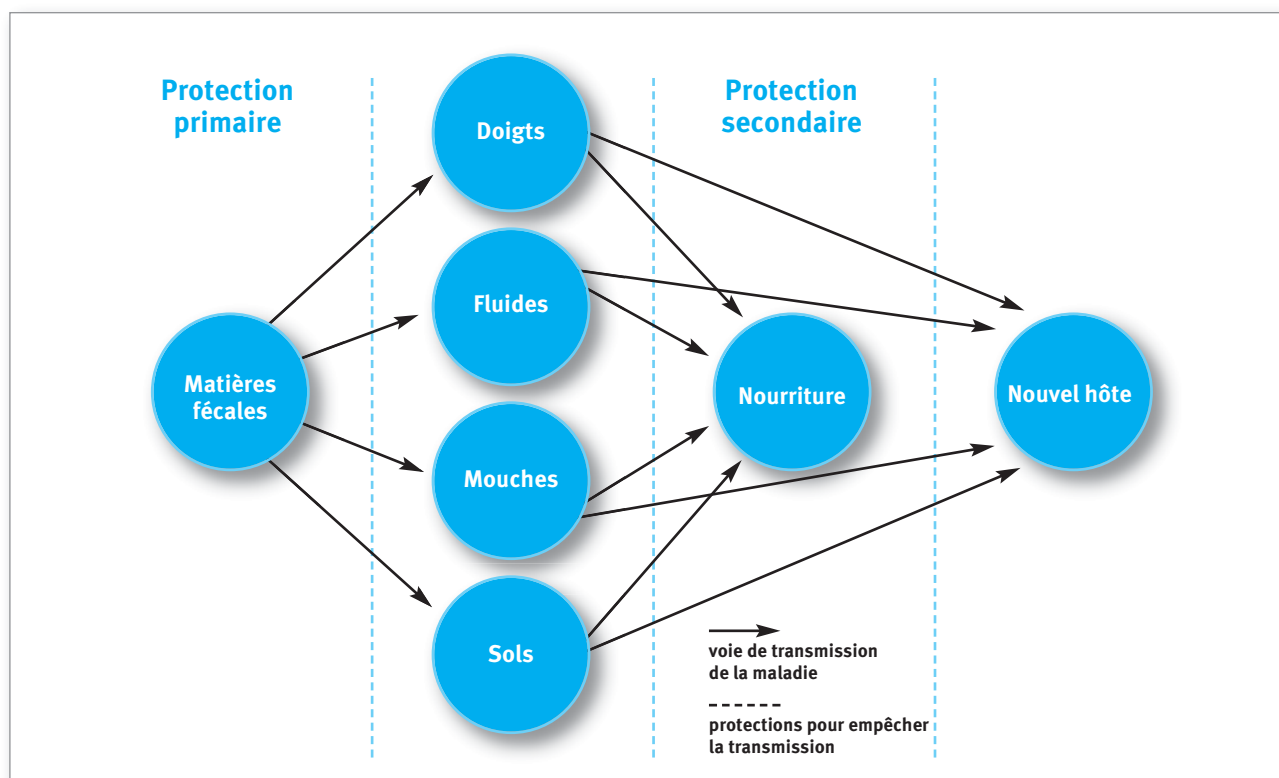 Protection
primaire
Doigts
Protection
secondaire
Fluides
Matières
fécales
Nourriture
Nouvel hôte
Mouches
Sols
voie de transmission
de la maladie
protections pour empêcher
la transmission